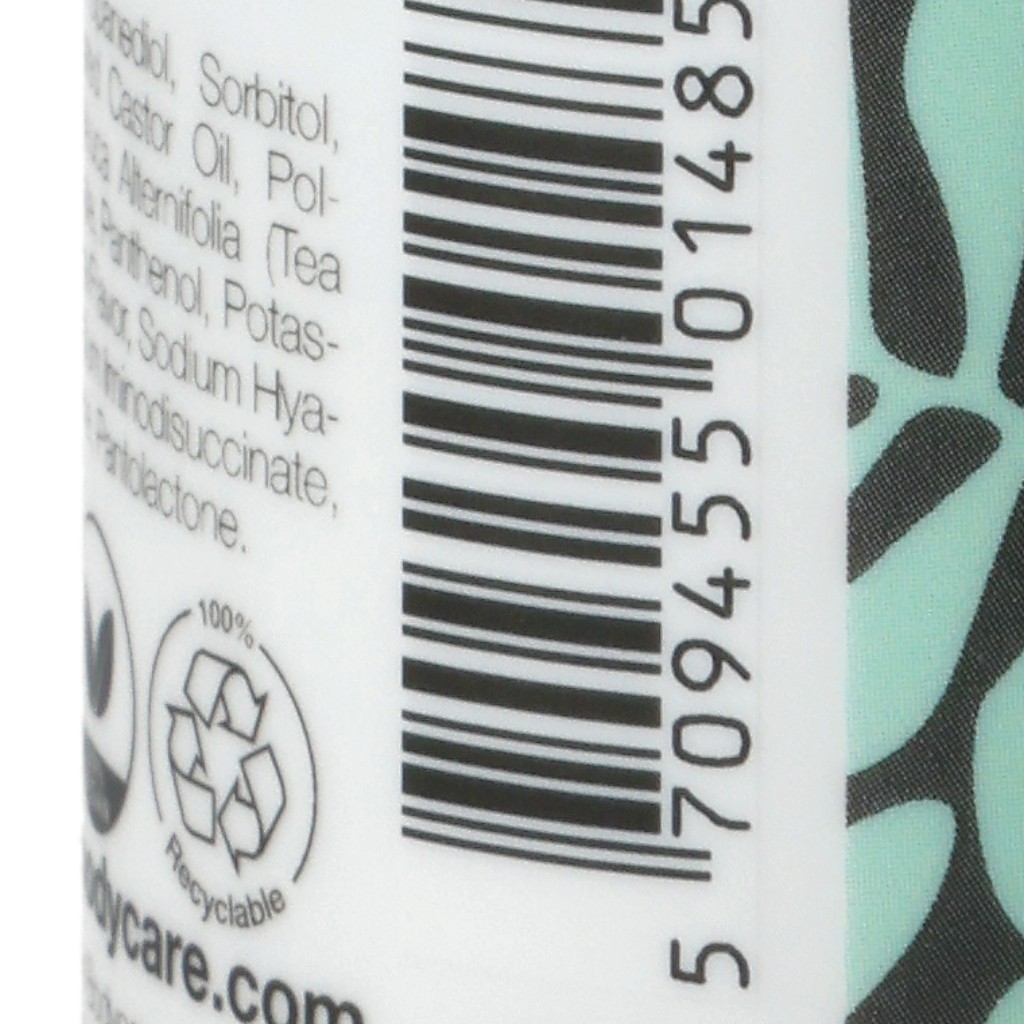 Sorbitol,
Castor Oil, Pol-
Alternifolia (Tea
Panthenol, Potas-
Sodium Hya-
Iminodisuccinate,
Pantolactone.
100%
Recyclable
dycare.com
5 709455 01485